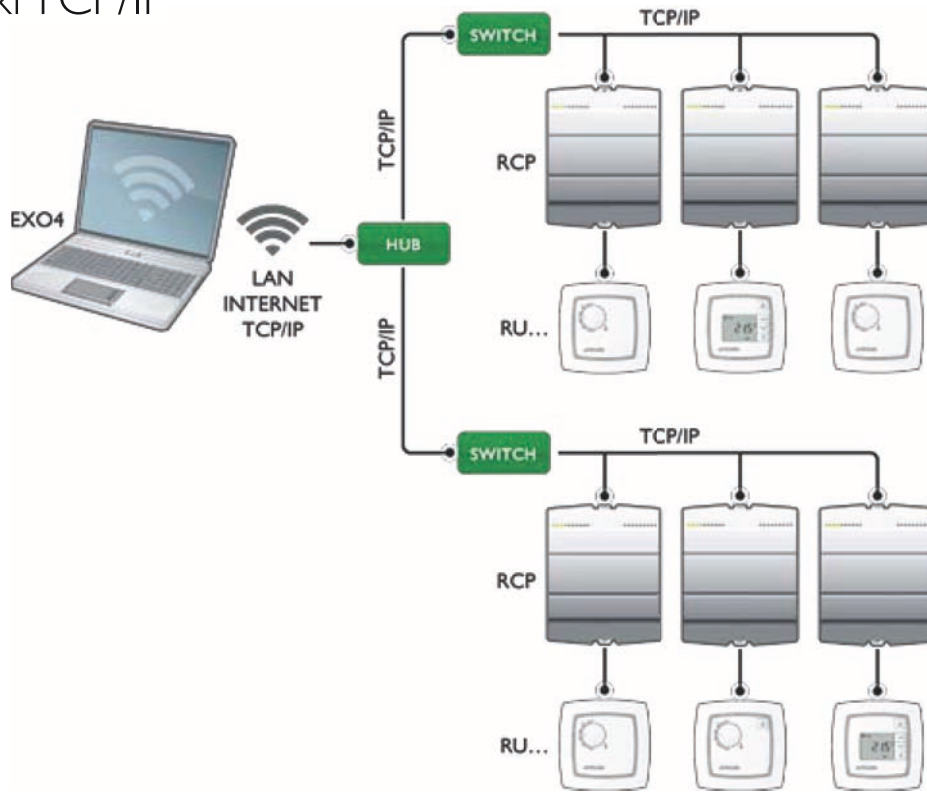 TCP/IP
TCP/IP
SWITCH
TCP/IP
RCP
EXO4
HUB
LAN
INTERNET
TCP/IP
RU...
TCP/IP
TCP/IP
SWITCH
RCP
RU...